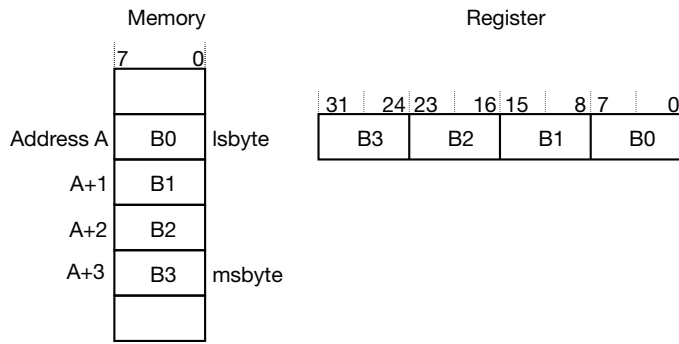 Memory Register
7 0
31 24 23 16 15 8 7 0
Address A B0 lsbyte B3 B2 B1 B0
A+1 B1
A+2 B2
A+3 B3 msbyte